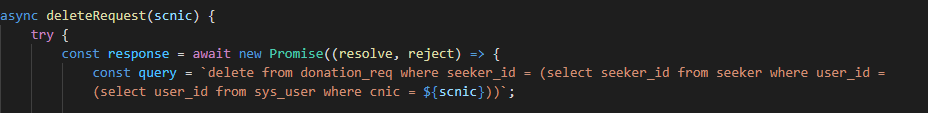 async deleteRequest(scnic) {
try {
const response = await new Promise((resolve, reject) => {
const query = `delete from donation_req where seeker_id = (select seeker_id from seeker where user_id =
(select user_id from sys_user where cnic = ${scnic}))`;